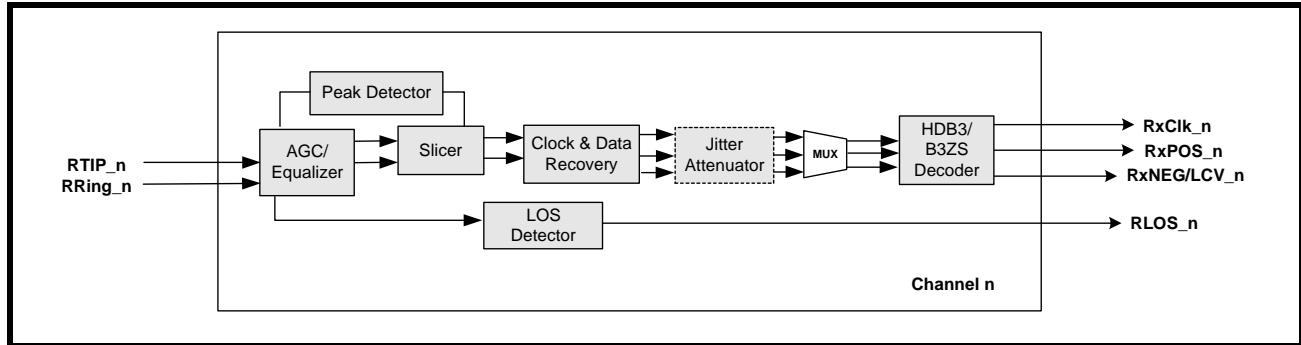 Peak Detector
RTIP_n
RRing_n
AGC/
Equalizer
Slicer
Clock & Data
Recovery
Jitter
Attenuator
MUX
HDB3/
B3ZS
Decoder
RxClk_n
RxPOS_n
RxNEG/LCV_n
LOS
Detector
RLOS_n
Channel n